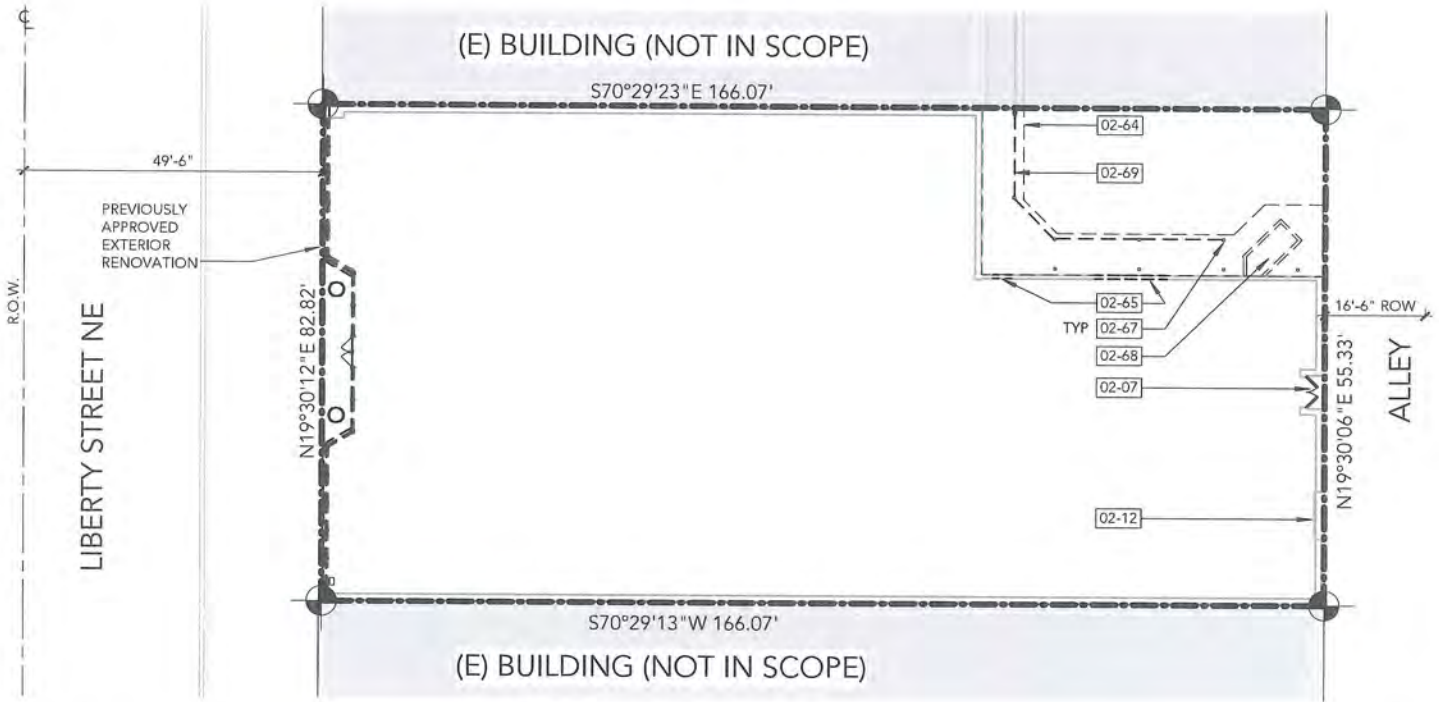 ℄
(E) BUILDING (NOT IN SCOPE)
S70°29'23"E 166.07'
02-64
49'-6"
02-69
PREVIOUSLY
APPROVED
EXTERIOR
RENOVATION
R.O.W.
LIBERTY STREET NE
N19°30'12"E 82.82'
02-65
TYP 02-67
02-68
02-07
02-12
16'-6" ROW
N19°30'06"E 55.33'
ALLEY
S70°29'13"W 166.07'
(E) BUILDING (NOT IN SCOPE)